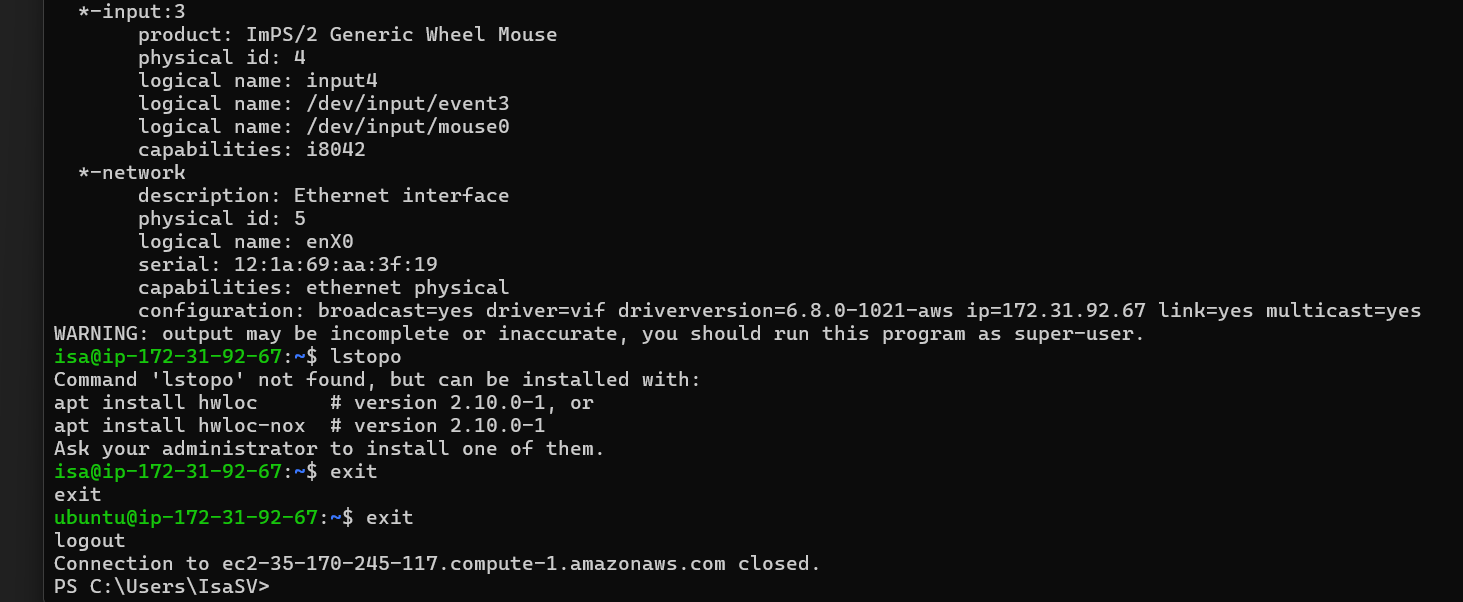 *-input:3
product: ImPS/2 Generic Wheel Mouse
physical id: 4
logical name: input4
logical name: /dev/input/event3
logical name: /dev/input/mouse0
capabilities: i8042
*-network
description: Ethernet interface
physical id: 5
logical name: enX0
serial: 12:1a:69:aa:3f:19
capabilities: ethernet physical
configuration: broadcast=yes driver=vif driverversion=6.8.0-1021-aws ip=172.31.92.67 link=yes multicast=yes
WARNING: output may be incomplete or inaccurate, you should run this program as super-user.
isa@ip-172-31-92-67:~$ lstopo
Command 'lstopo' not found, but can be installed with:
apt install hwloc      # version 2.10.0-1, or
apt install hwloc-nox  # version 2.10.0-1
Ask your administrator to install one of them.
isa@ip-172-31-92-67:~$ exit
exit
ubuntu@ip-172-31-92-67:~$ exit
logout
Connection to ec2-35-170-245-117.compute-1.amazonaws.com closed.
PS C:\Users\IsaSV>